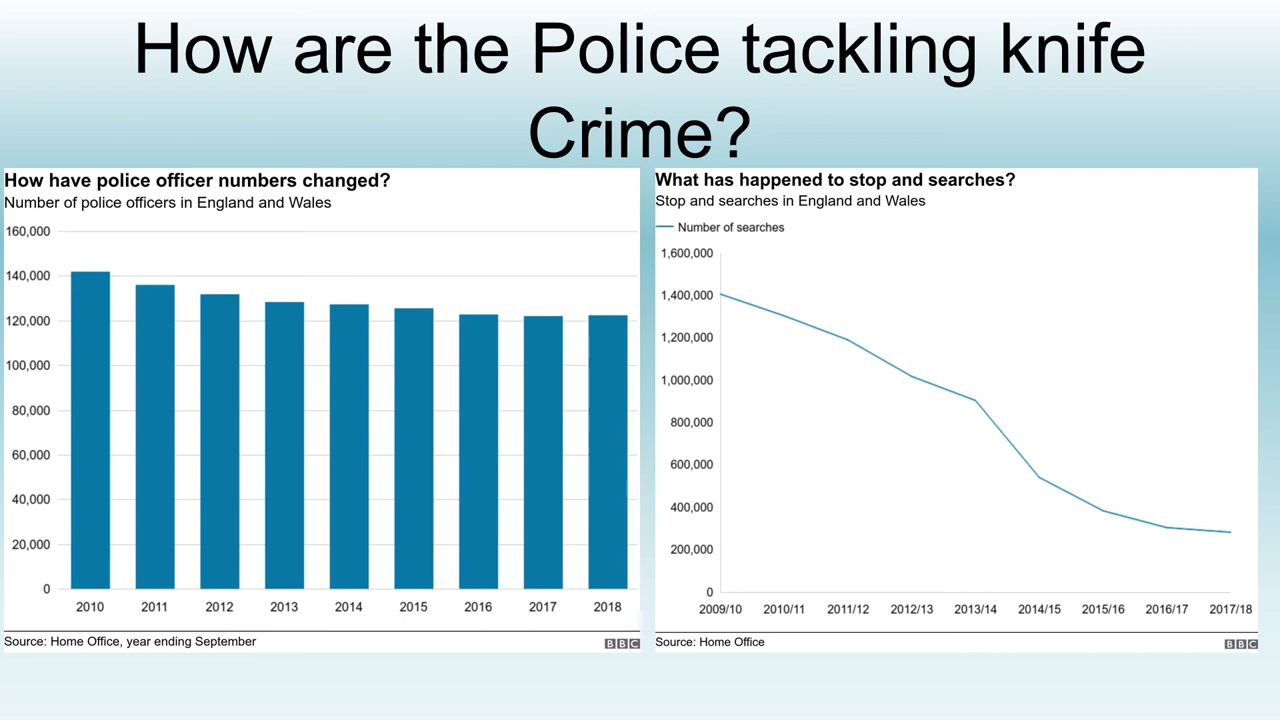 How are the Police tackling knife
Crime?
How have police officer numbers changed?
Number of police officers in England and Wales
160,000
140,000
120,000
100,000
80,000
60,000
40,000
20,000
0
2010 2011 2012 2013 2014 2015 2016 2017 2018
Source: Home Office, year ending September
BBC
What has happened to stop and searches?
Stop and searches in England and Wales
Number of searches
1,600,000
1,400,000
1,200,000
1,000,000
800,000
600,000
400,000
200,000
0
2009/10 2010/11 2011/12 2012/13 2013/14 2014/15 2015/16 2016/17 2017/18
Source: Home Office
BBC